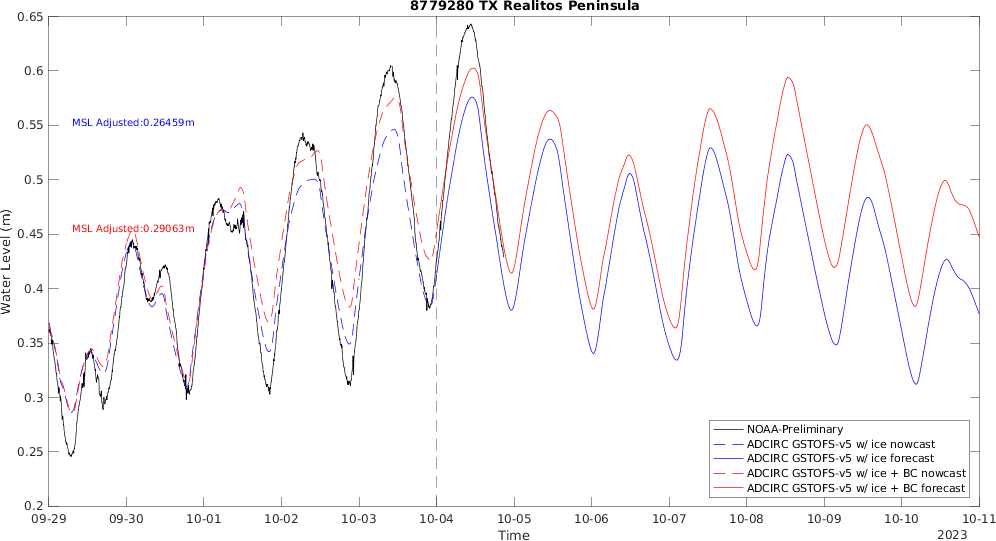 8779280 TX Realitos Peninsula
0.65
0.6
0.55
0.5
0.45
0.4
0.35
0.3
0.25
0.2
Water Level (m)
MSL Adjusted:0.26459m
MSL Adjusted:0.29063m
NOAA-Preliminary
ADCIRC GSTOFS-v5 w/ ice nowcast
ADCIRC GSTOFS-v5 w/ ice forecast
ADCIRC GSTOFS-v5 w/ ice + BC nowcast
ADCIRC GSTOFS-v5 w/ ice + BC forecast
09-29 09-30 10-01 10-02 10-03 10-04 10-05 10-06 10-07 10-08 10-09 10-10 10-11
Time
2023